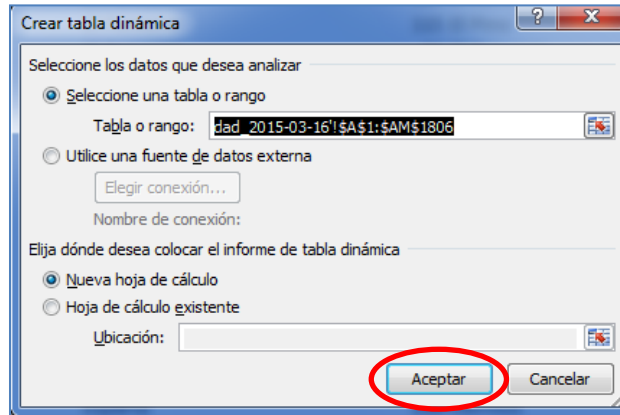 Crear tabla dinámica
Seleccione los datos que desea analizar
Seleccione una tabla o rango
Tabla o rango: dad_2015-03-16'!$A$1:$AM$1806
Utilice una fuente de datos externa
Elegir conexión...
Nombre de conexión:
Elija dónde desea colocar el informe de tabla dinámica
Nueva hoja de cálculo
Hoja de cálculo existente
Ubicación:
Aceptar Cancelar